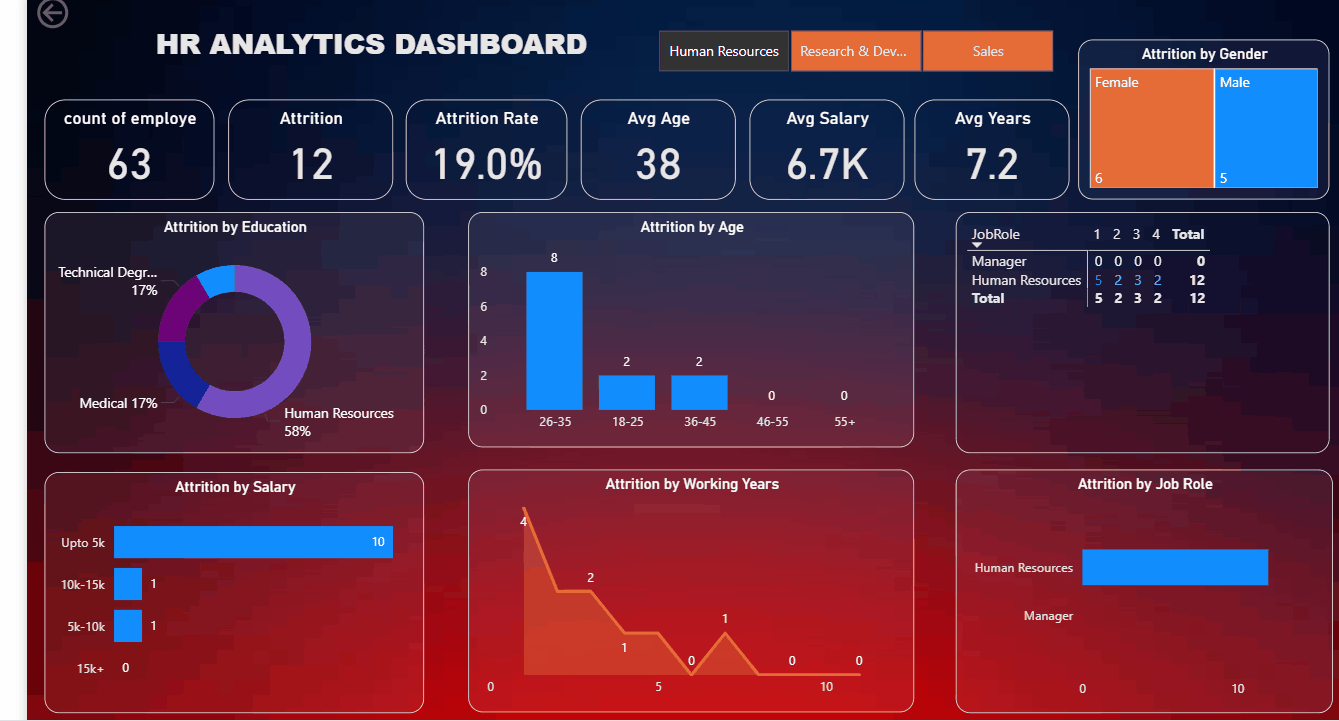 HR ANALYTICS DASHBOARD
Human Resources
Research & Dev...
Sales
count of employe
63
Attrition
12
Attrition Rate
19.0%
Avg Age
38
Avg Salary
6.7K
Avg Years
7.2
Attrition by Gender
Female
Male
6
5
Attrition by Education
Technical Degr...
17%
Medical 17%
Human Resources
58%
Attrition by Age
8
6
4
2
0
8
2
2
0
0
26-35
18-25
36-45
46-55
55+
JobRole 1 2 3 4 Total
Manager 0 0 0 0 0
Human Resources 5 2 3 2 12
Total 5 2 3 2 12
Attrition by Salary
Upto 5k 10
10k-15k 1
5k-10k 1
15k+ 0
Attrition by Working Years
4
2
1
0
1
0
0
0
5
10
Attrition by Job Role
Human Resources
Manager
0
10